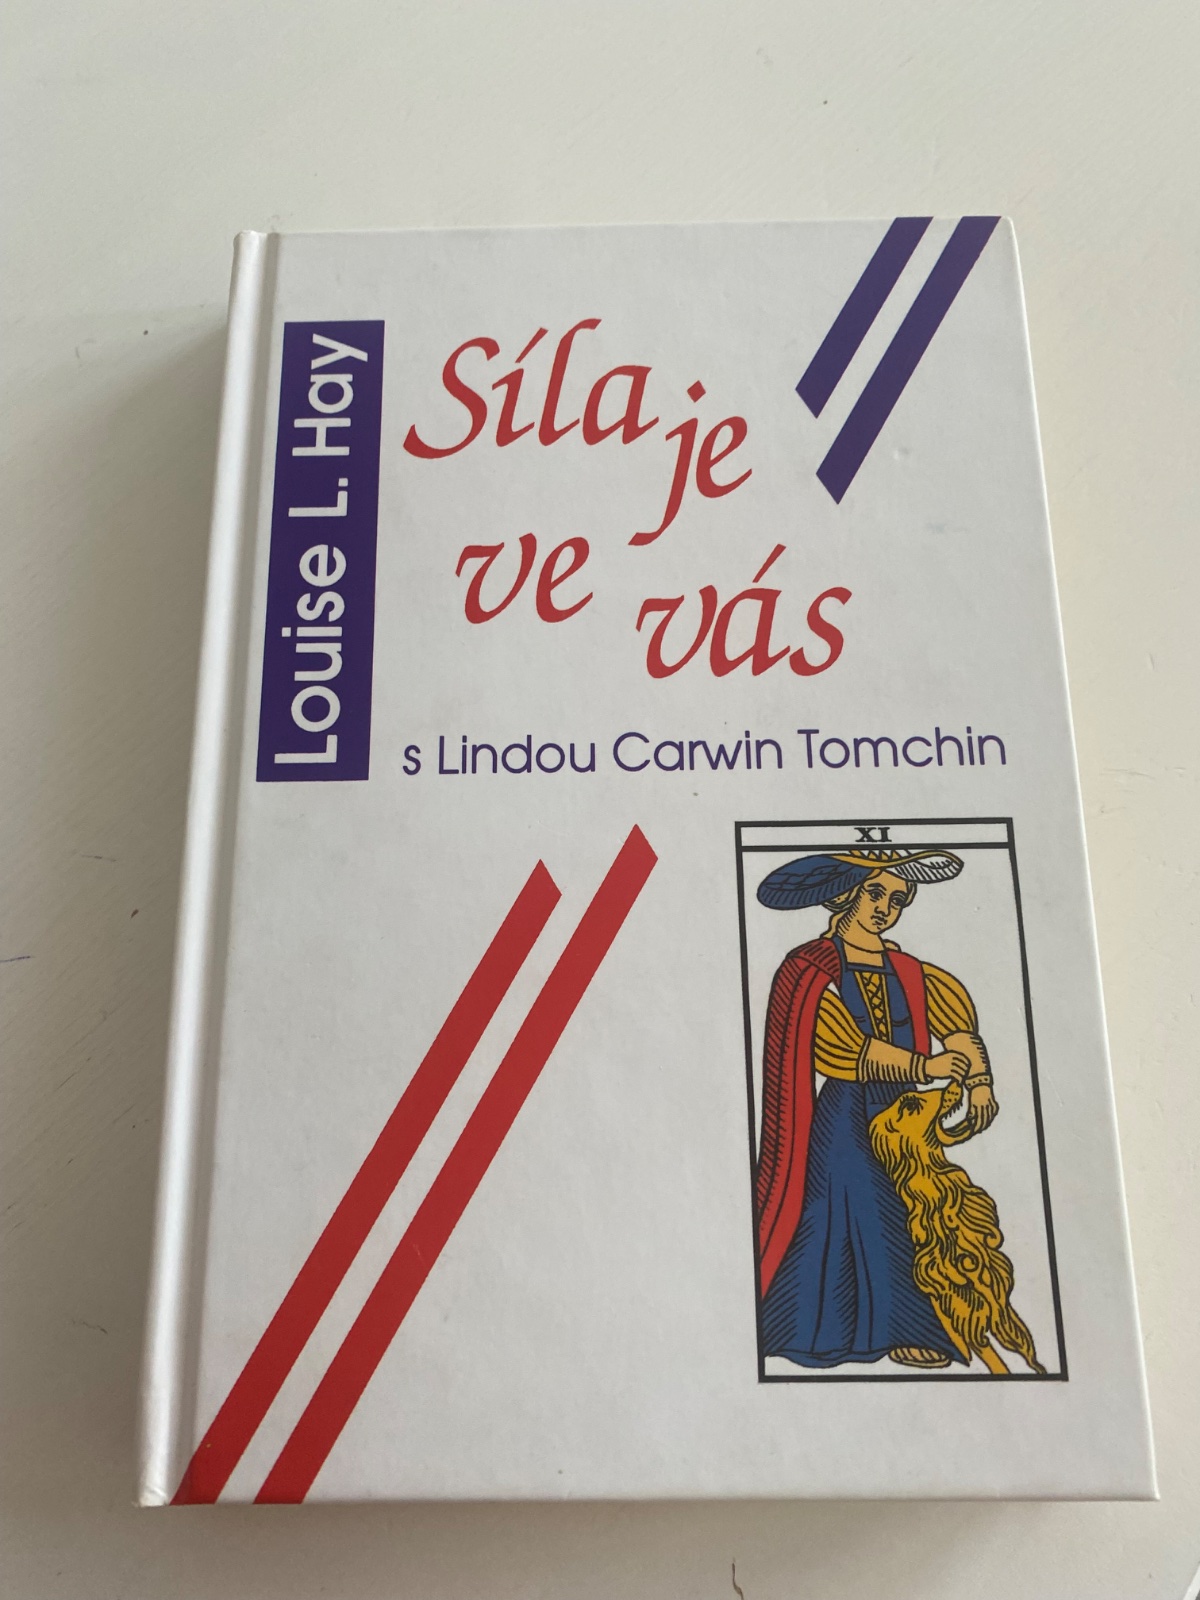 Louise L. Hay
Síla je
ve vás
s Lindou Carwin Tomchin
XI